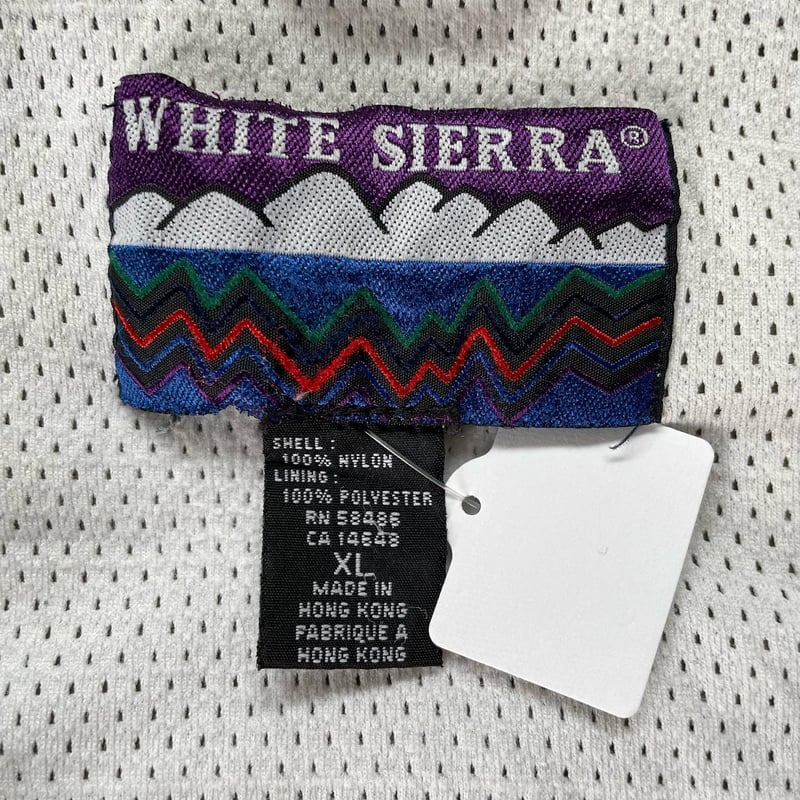 WHITE SIERRA®
SHELL :
100% NYLON
LINING :
100% POLYESTER
RN 58486
CA 14648
XL
MADE IN
HONG KONG
FABRIQUE A
HONG KONG